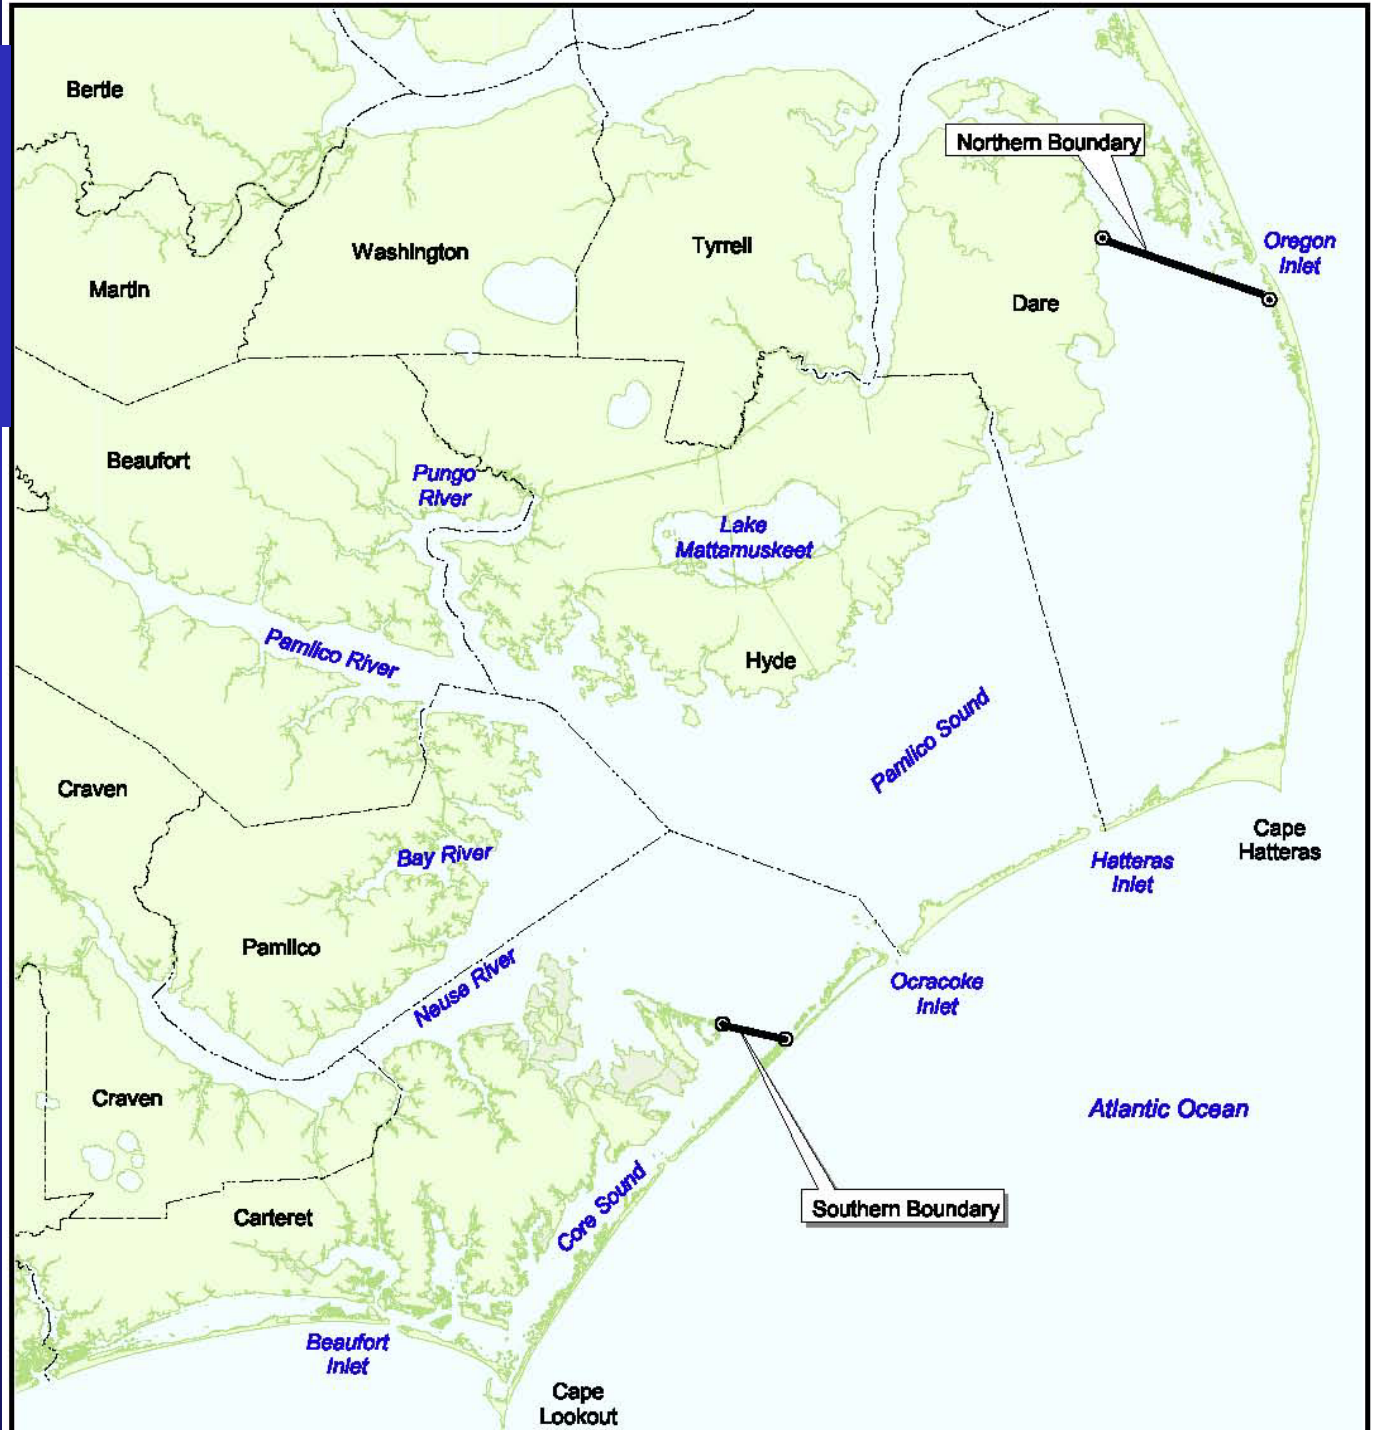 Bertie
Northern Boundary
Washington
Tyrrell
Oregon
Inlet
Martin
Dare
Beaufort
Pungo
River
Lake
Mattamuskeet
Pamlico River
Hyde
Pamlico Sound
Craven
Cape
Hatteras
Bay River
Hatteras
Inlet
Pamlico
Neuse River
Ocracoke
Inlet
Craven
Atlantic Ocean
Core Sound
Southern Boundary
Carteret
Beaufort
Inlet
Cape
Lookout